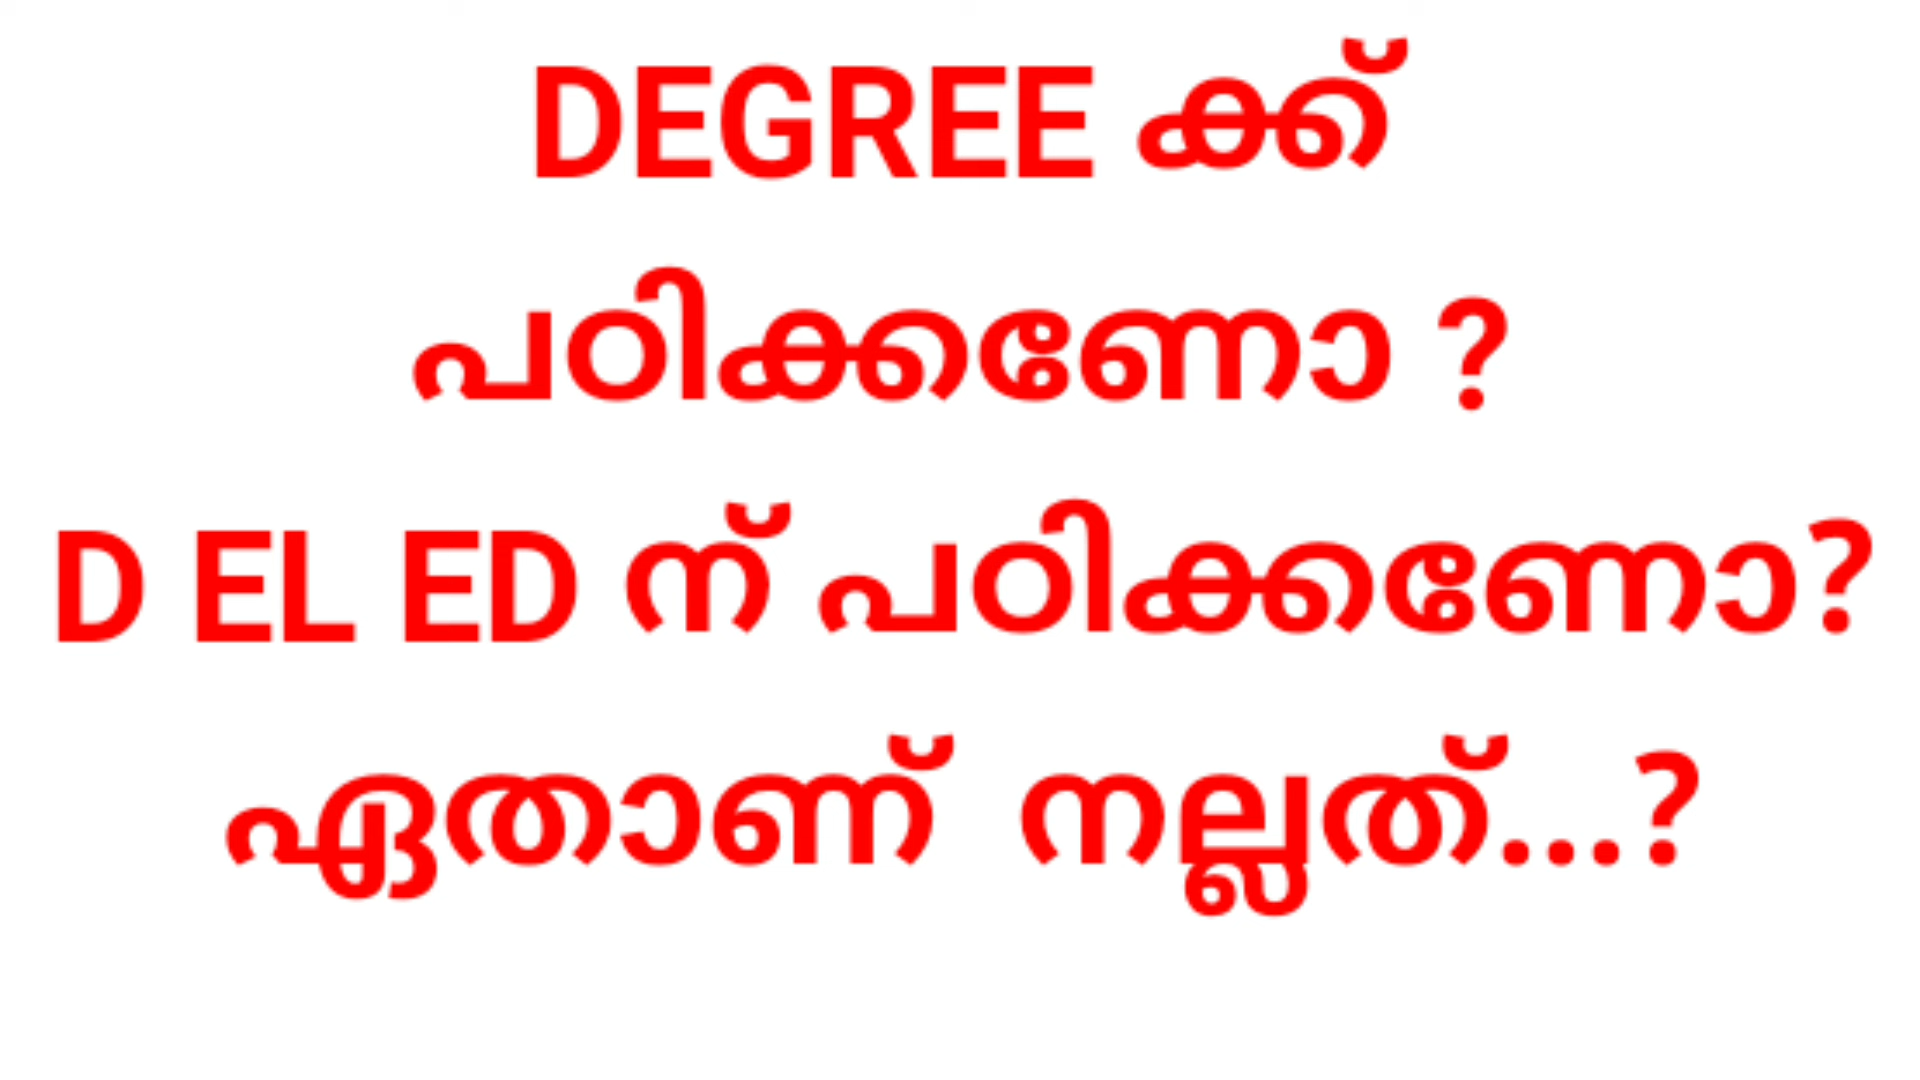 DEGREE ക്ക്
പഠിക്കണോ ?
D EL ED ന് പഠിക്കണോ?
ഏതാണ് നല്ലത്...?